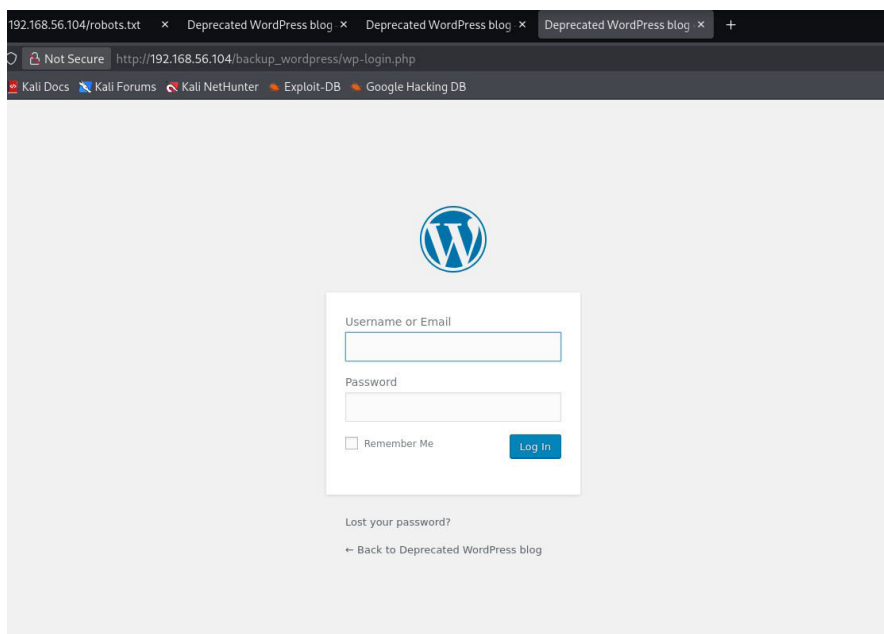 192.168.56.104/robots.txt × Deprecated WordPress blog × Deprecated WordPress blog × Deprecated WordPress blog × +
Not Secure http://192.168.56.104/backup_wordpress/wp-login.php
Kali Docs Kali Forums Kali NetHunter Exploit-DB Google Hacking DB
Username or Email
Password
Remember Me Log In
Lost your password?
← Back to Deprecated WordPress blog